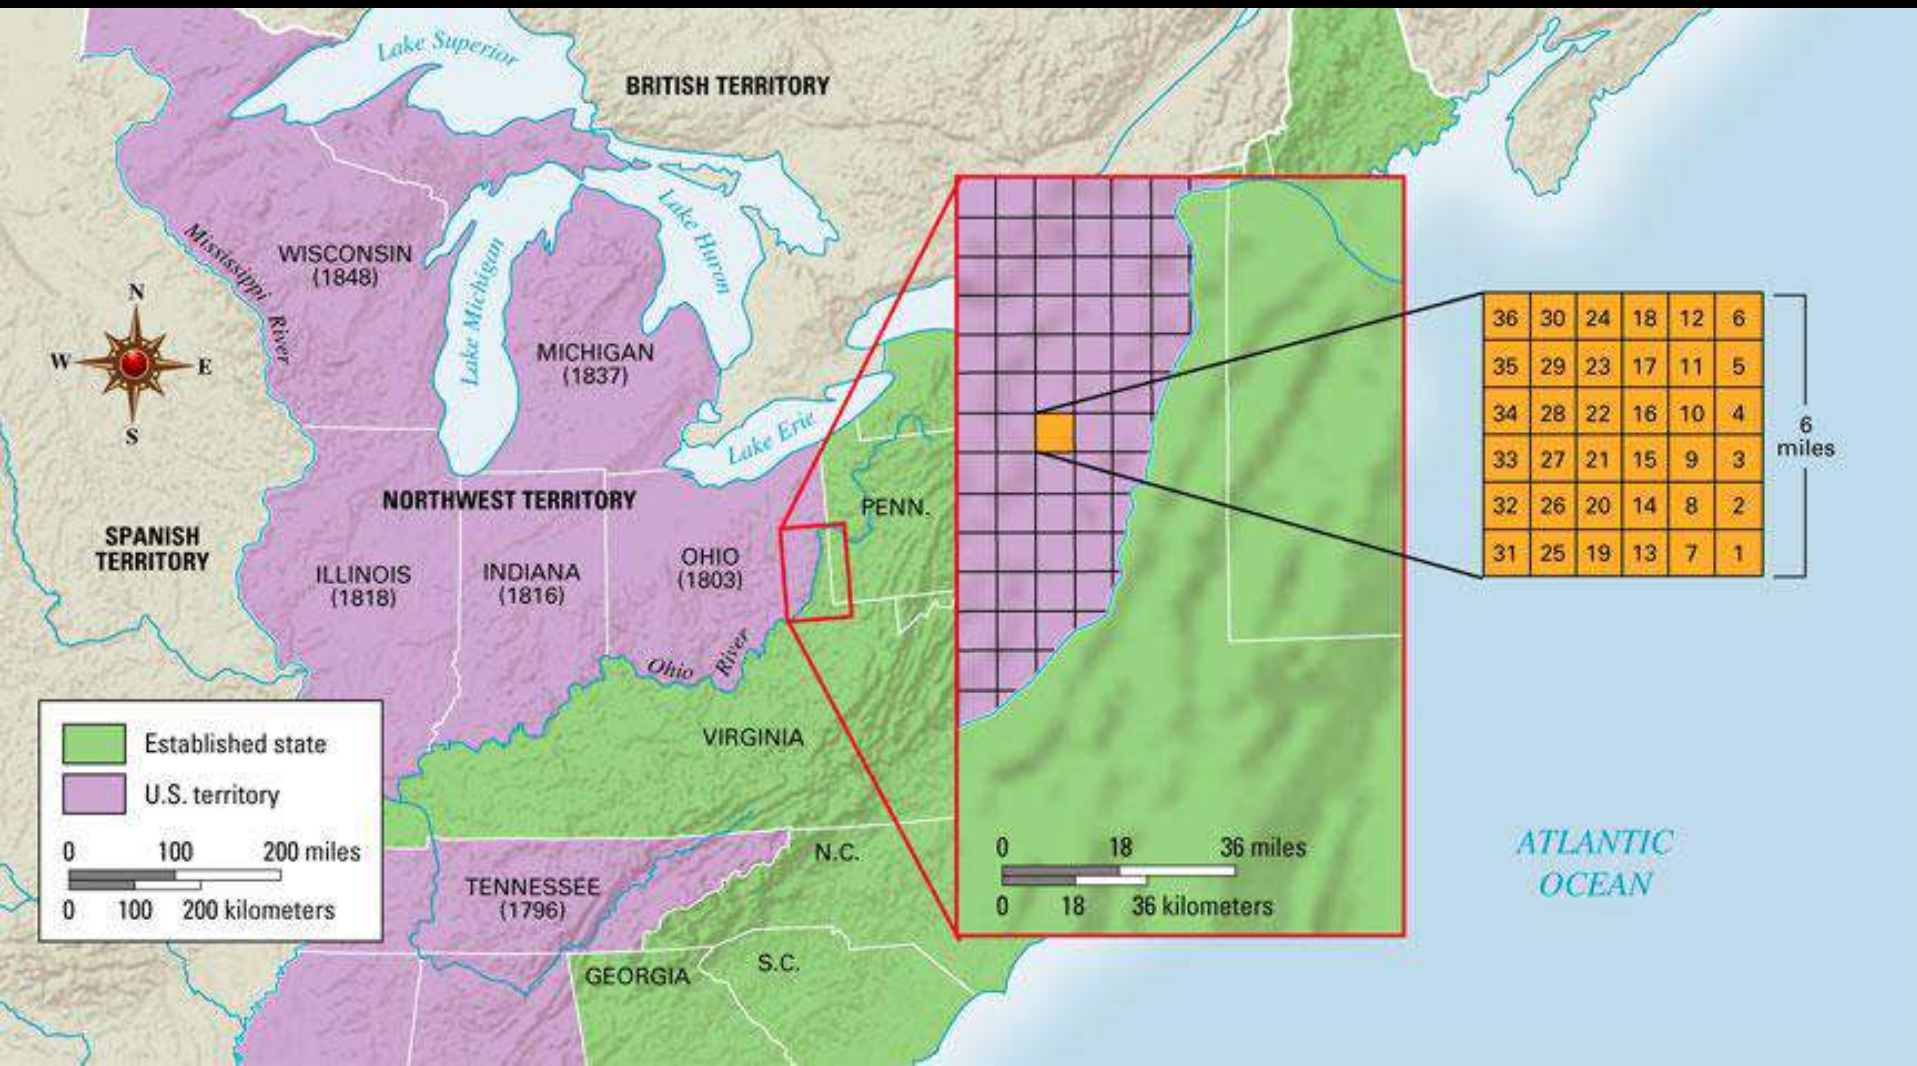 Lake Superior
BRITISH TERRITORY
Lake Huron
Mississippi River
WISCONSIN
(1848)
Lake Michigan
MICHIGAN
(1837)
N
W
E
S
Lake Erie
NORTHWEST TERRITORY
PENN.
SPANISH
TERRITORY
ILLINOIS
(1818)
INDIANA
(1816)
OHIO
(1803)
Ohio River
VIRGINIA
N.C.
TENNESSEE
(1796)
GEORGIA
S.C.
Established state
U.S. territory
0 100 200 miles
0 100 200 kilometers
0 18 36 miles
0 18 36 kilometers
36 30 24 18 12 6
35 29 23 17 11 5
34 28 22 16 10 4
33 27 21 15 9 3
32 26 20 14 8 2
31 25 19 13 7 1
6
miles
ATLANTIC
OCEAN